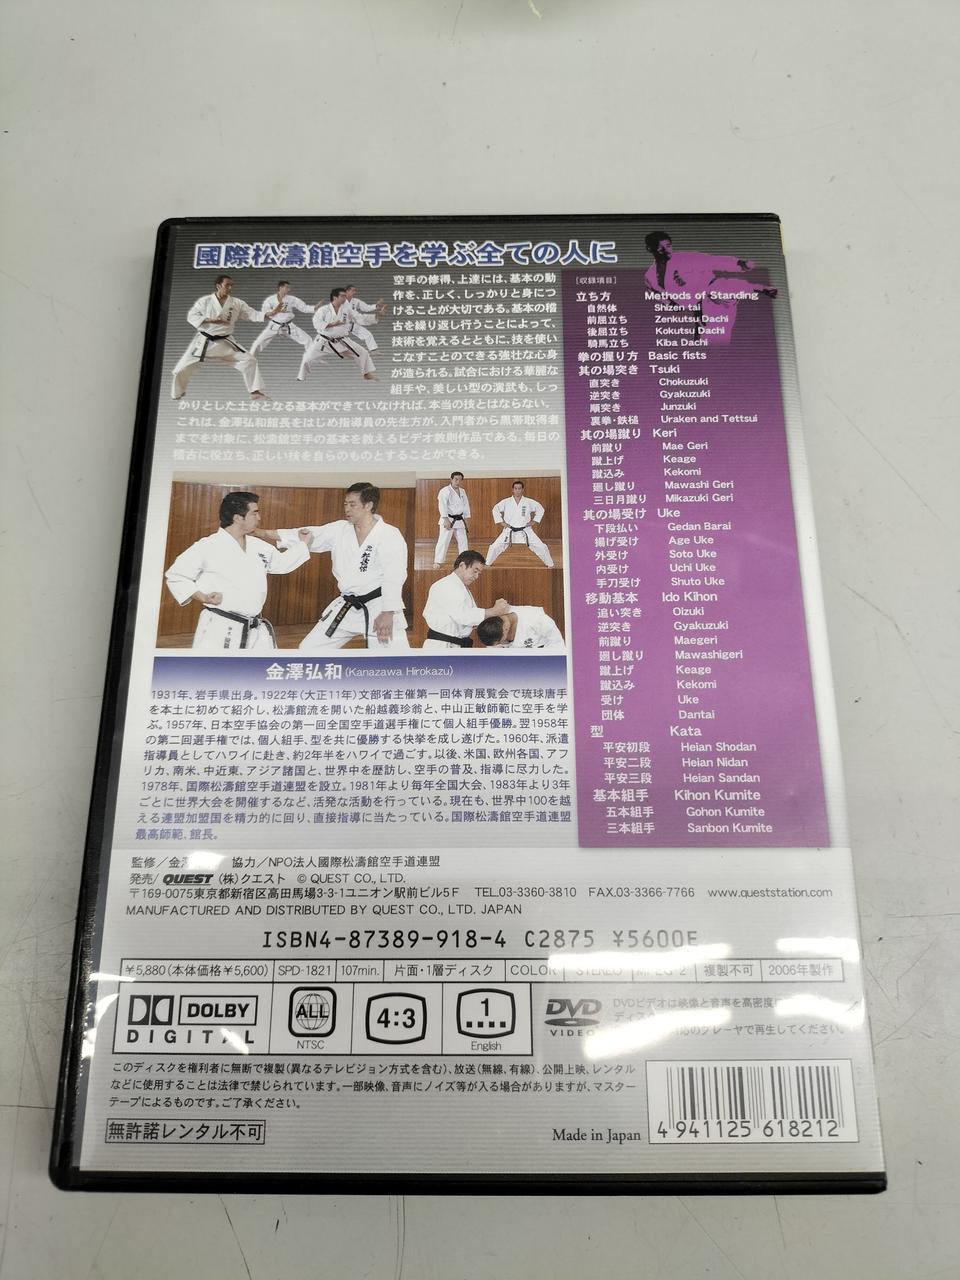 國際松濤館空手を学ぶ全ての人に
空手の修得、上達には、基本の動
作を、正しく、しっかりと身につ
けることが大切である。基本の稽
古を繰り返し行うことによって、
技術を覚えるとともに、技を使い
こなすことのできる強壮な心身
が造られる。試合における華麗な
組手や、美しい型の演武も、しっ
かりとした土台となる基本ができていなければ、本当の技とはならない。
これは、金澤弘和館長をはじめ指導員の先生方が、入門者から黒帯取得者
までを対象に、松濤館空手の基本を教えるビデオ教則作品である。毎日の
稽古に役立ち、正しい技を自らのものとすることができる。
[収録項目]
立ち方 Methods of Standing
自然体 Shizen tai
前屈立ち Zenkutsu Dachi
後屈立ち Kokutsu Dachi
騎馬立ち Kiba Dachi
拳の握り方 Basic fists
其の場突き Tsuki
直突き Chokuzuki
逆突き Gyakuzuki
順突き Junzuki
裏拳・鉄槌 Uraken and Tettsui
其の場蹴り Keri
前蹴り Mae Geri
蹴上げ Keage
蹴込み Kekomi
廻し蹴り Mawashi Geri
三日月蹴り Mikazuki Geri
其の場受け Uke
下段払い Gedan Barai
揚げ受け Age Uke
外受け Soto Uke
内受け Uchi Uke
手刀受け Shuto Uke
移動基本 Ido Kihon
追い突き Oizuki
逆突き Gyakuzuki
前蹴り Maegeri
廻し蹴り Mawashigeri
蹴上げ Keage
蹴込み Kekomi
受け Uke
団体 Dantai
型 Kata
平安初段 Heian Shodan
平安二段 Heian Nidan
平安三段 Heian Sandan
基本組手 Kihon Kumite
五本組手 Gohon Kumite
三本組手 Sanbon Kumite
金澤弘和 (Kanazawa Hirokazu)
1931年、岩手県出身。1922年(大正11年)文部省主催第一回体育展覧会で琉球唐手
を本土に初めて紹介し、松濤館流を開いた船越義珍翁と、中山正敏師範に空手を学
ぶ。1957年、日本空手協会の第一回全国空手道選手権にて個人組手優勝。翌1958年
の第二回選手権では、個人組手、型を共に優勝する快挙を成し遂げた。1960年、派遣
指導員としてハワイに赴き、約2年半をハワイで過ごす。以後、米国、欧州各国、アフ
リカ、南米、中近東、アジア諸国と、世界中を歴訪し、空手の普及、指導に尽力した。
1978年、国際松濤館空手道連盟を設立。1981年より毎年全国大会、1983年より3年
ごとに世界大会を開催するなど、活発な活動を行っている。現在も、世界中100を越
える連盟加盟国を精力的に回り、直接指導に当たっている。国際松濤館空手道連盟
最高師範、館長。
監修/金澤 協力/NPO法人國際松濤館空手道連盟
発売/QUEST (株)クエスト © QUEST CO., LTD.
〒169-0075東京都新宿区高田馬場3-3-1ユニオン駅前ビル5F TEL.03-3360-3810 FAX.03-3366-7766 www.queststation.com
MANUFACTURED AND DISTRIBUTED BY QUEST CO., LTD. JAPAN
ISBN4-87389-918-4 C2875 ¥5600E
¥5,880(本体価格¥5,600) SPD-1821 107min. 片面・1層ディスク COLOR STEREO MPEG-2 複製不可 2006年製作
DOLBY
DIGITAL
ALL
NTSC
4:3
1
English
DVD
VIDEO
DVDビデオは映像と音声を高密度に
ディスク
対応のプレーヤで再生してください。
このディスクを権利者に無断で複製(異なるテレビジョン方式を含む)、放送(無線、有線)、公開上映、レンタル
などに使用することは法律で禁じられています。一部映像、音声にノイズ等が入る場合がありますが、マスター
テープによるものです。ご了承ください。
無許諾レンタル不可
Made in Japan
4 941125 618212